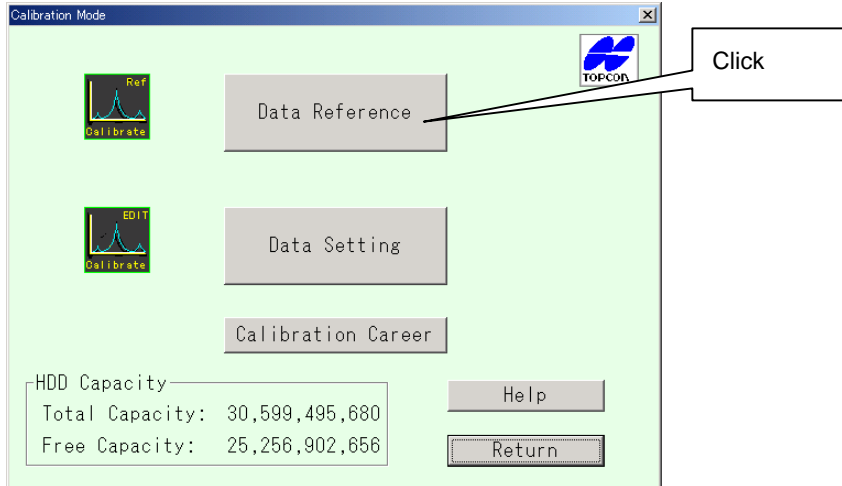 Calibration Mode
TOPCON
Click
Ref
Calibrate
Data Reference
EDIT
Calibrate
Data Setting
Calibration Career
HDD Capacity
Total Capacity: 30,599,495,680
Free Capacity: 25,256,902,656
Help
Return